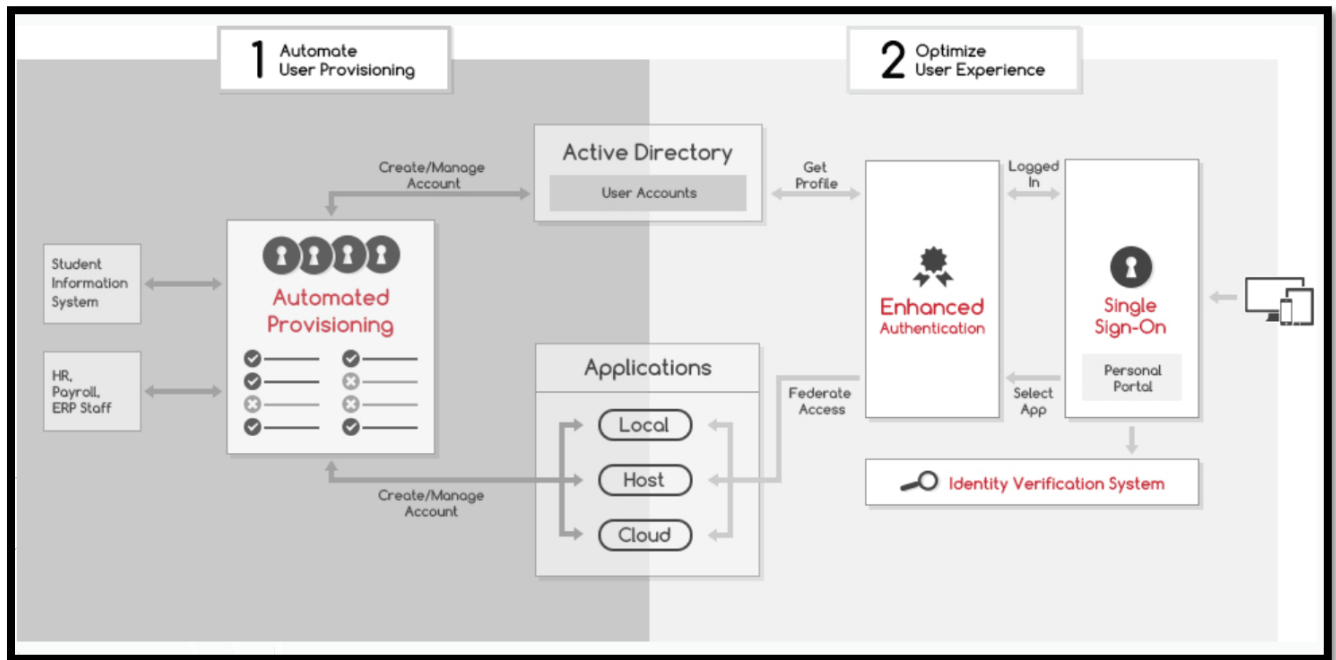 1
Automate
User Provisioning
2
Optimize
User Experience
Active Directory
User Accounts
Create/Manage
Account
Get
Profile
Logged
In
Student
Information
System
Automated
Provisioning
Enhanced
Authentication
Single
Sign-On
Personal
Portal
HR,
Payroll,
ERP Staff
Applications
Local
Host
Cloud
Federate
Access
Select
App
Create/Manage
Account
Identity Verification System